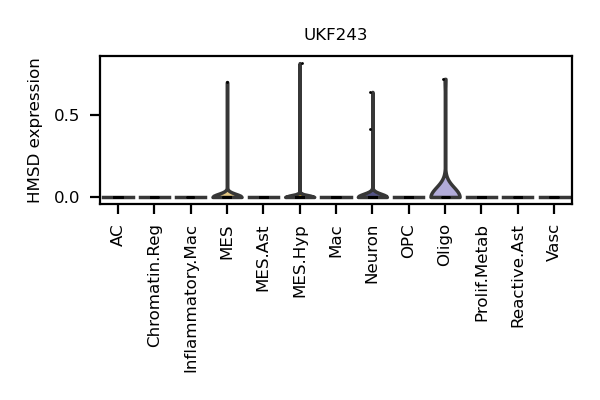 UKF243
HMSD expression
0.5
0.0
AC
Chromatin.Reg
Inflammatory.Mac
MES
MES.Ast
MES.Hyp
Mac
Neuron
OPC
Oligo
Prolif.Metab
Reactive.Ast
Vasc